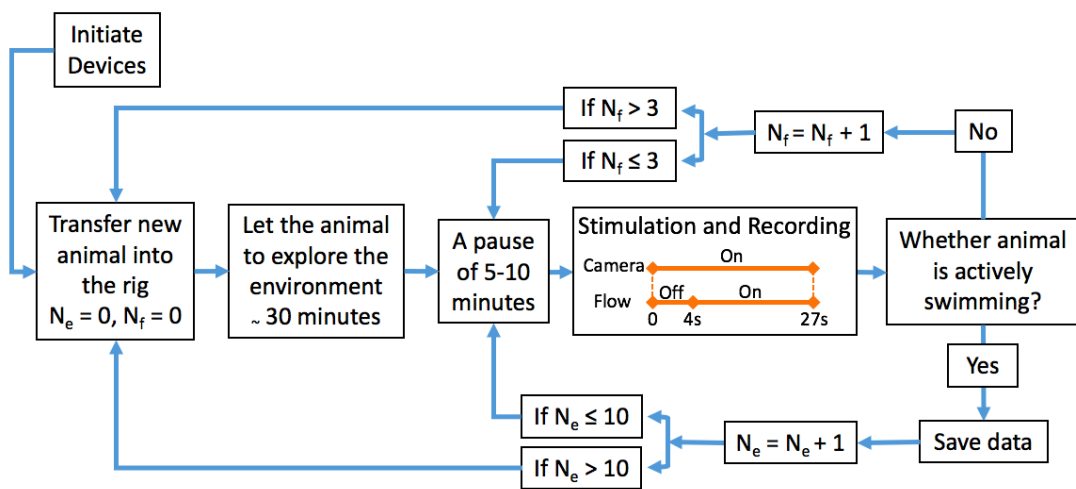 Initiate
Devices
If N_f > 3
If N_f ≤ 3
N_f = N_f + 1
No
Transfer new
animal into
the rig
N_e = 0, N_f = 0
Let the animal
to explore the
environment
~ 30 minutes
A pause
of 5-10
minutes
Stimulation and Recording
Camera On
Flow Off On
0 4s 27s
Whether animal
is actively
swimming?
Yes
If N_e ≤ 10
If N_e > 10
N_e = N_e + 1
Save data